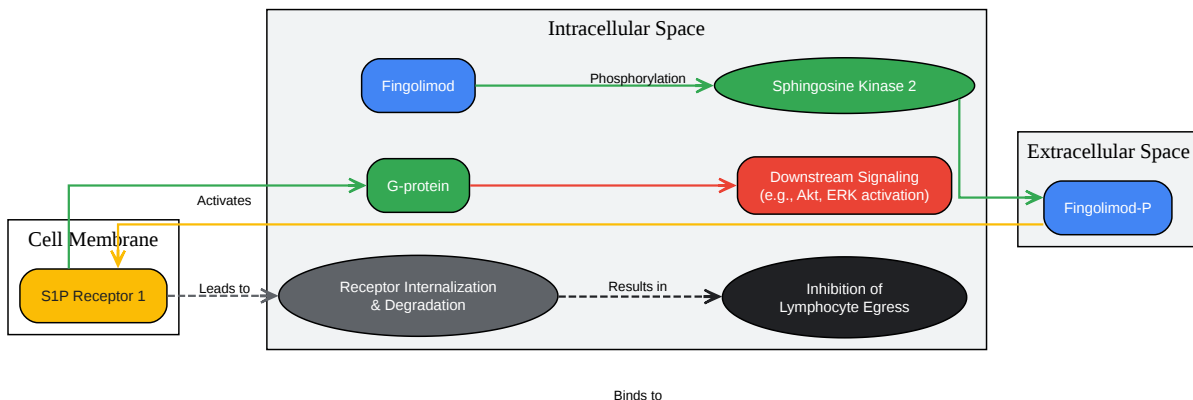 Intracellular Space
Fingolimod
Phosphorylation
Sphingosine Kinase 2
Extracellular Space
Fingolimod-P
G-protein
Downstream Signaling
(e.g., Akt, ERK activation)
Activates
Cell Membrane
S1P Receptor 1
Leads to
Receptor Internalization
& Degradation
Results in
Inhibition of
Lymphocyte Egress
Binds to